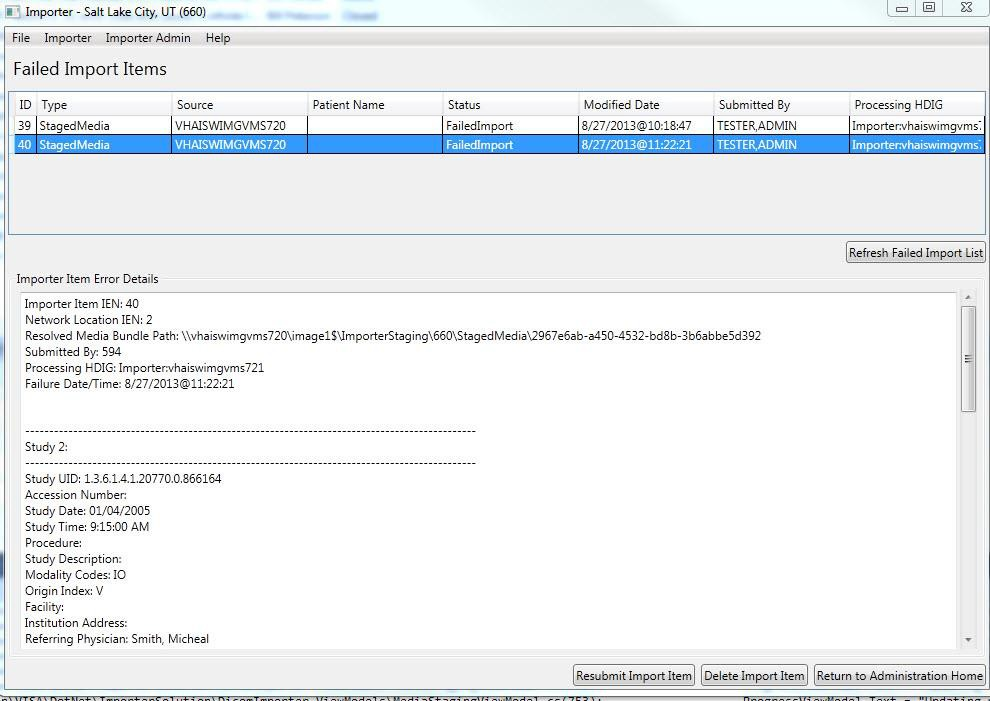 Importer - Salt Lake City, UT (660)
File Importer Importer Admin Help
Failed Import Items
ID Type Source Patient Name Status Modified Date Submitted By Processing HDIG
39 StagedMedia VHAISWIMGVMS720 FailedImport 8/27/2013@10:18:47 TESTER,ADMIN Importer:vhaiswimgvms
40 StagedMedia VHAISWIMGVMS720 FailedImport 8/27/2013@11:22:21 TESTER,ADMIN Importer:vhaiswimgvms
Refresh Failed Import List
Importer Item Error Details
Importer Item IEN: 40
Network Location IEN: 2
Resolved Media Bundle Path: \\vhaiswimgvms720\image1$\ImporterStaging\660\StagedMedia\2967e6ab-a450-4532-bd8b-3b6abbe5d392
Submitted By: 594
Processing HDIG: Importer:vhaiswimgvms721
Failure Date/Time: 8/27/2013@11:22:21
------------------------------------------------------------------------------------------
Study 2:
------------------------------------------------------------------------------------------
Study UID: 1.3.6.1.4.1.20770.0.866164
Accession Number:
Study Date: 01/04/2005
Study Time: 9:15:00 AM
Procedure:
Study Description:
Modality Codes: IO
Origin Index: V
Facility:
Institution Address:
Referring Physician: Smith, Micheal
Resubmit Import Item Delete Import Item Return to Administration Home